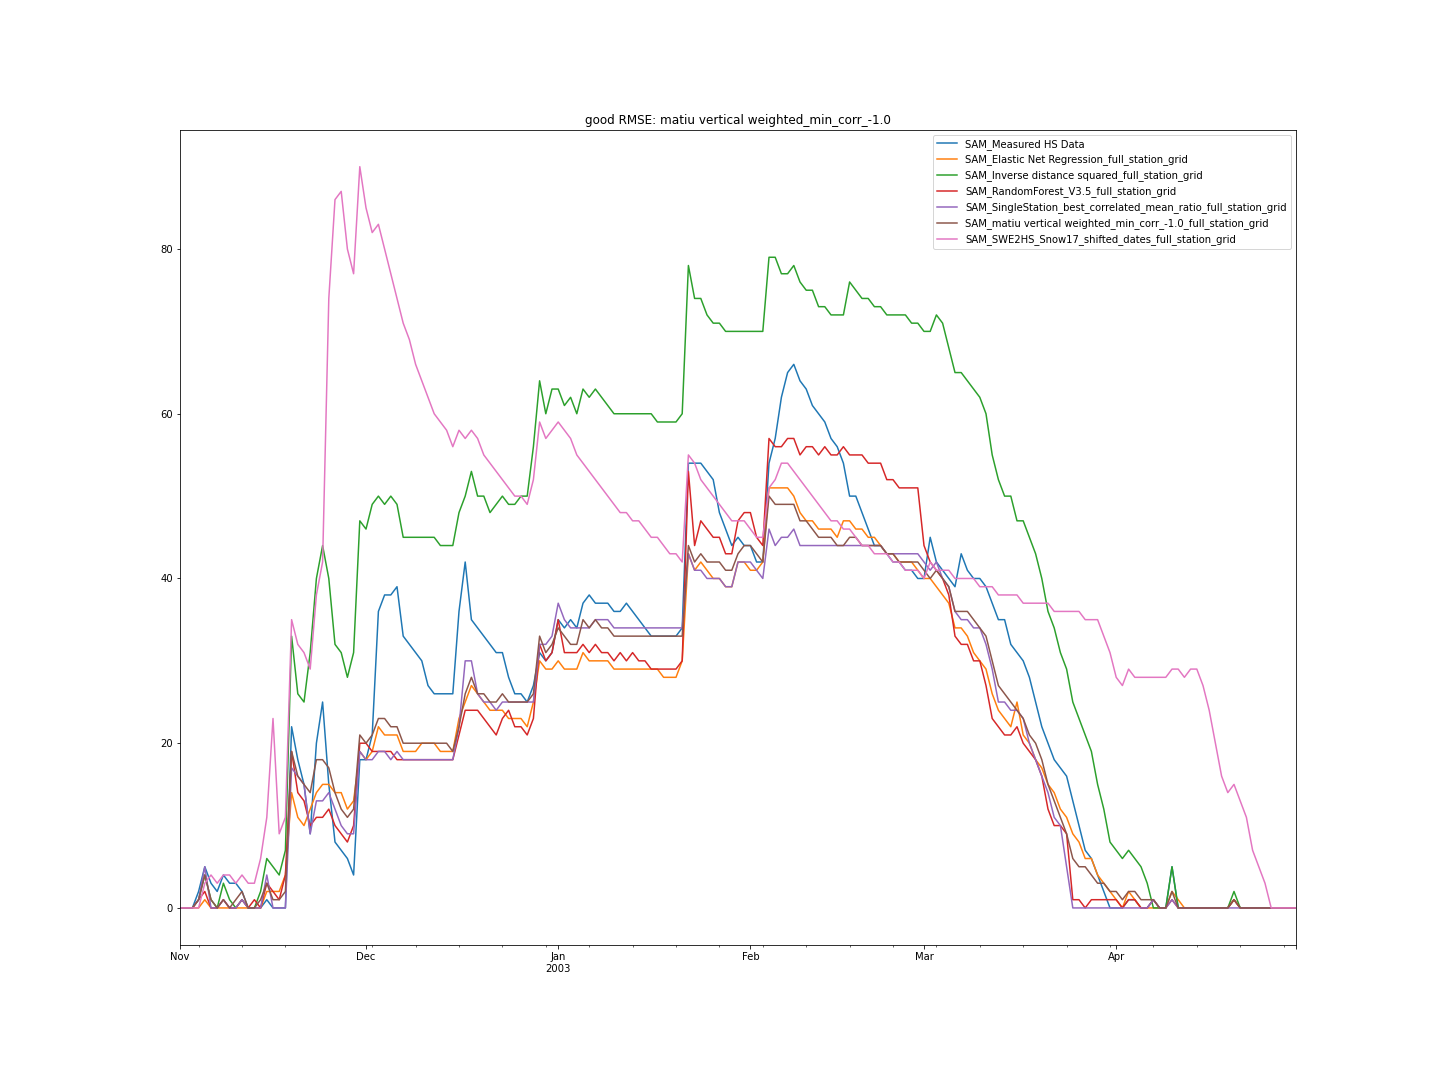 good RMSE: matiu vertical weighted_min_corr_-1.0
SAM_Measured HS Data
SAM_Elastic Net Regression_full_station_grid
SAM_Inverse distance squared_full_station_grid
SAM_RandomForest_V3.5_full_station_grid
SAM_SingleStation_best_correlated_mean_ratio_full_station_grid
SAM_matiu vertical weighted_min_corr_-1.0_full_station_grid
SAM_SWE2HS_Snow17_shifted_dates_full_station_grid
80
60
40
20
0
Nov Dec Jan Feb Mar Apr
2003